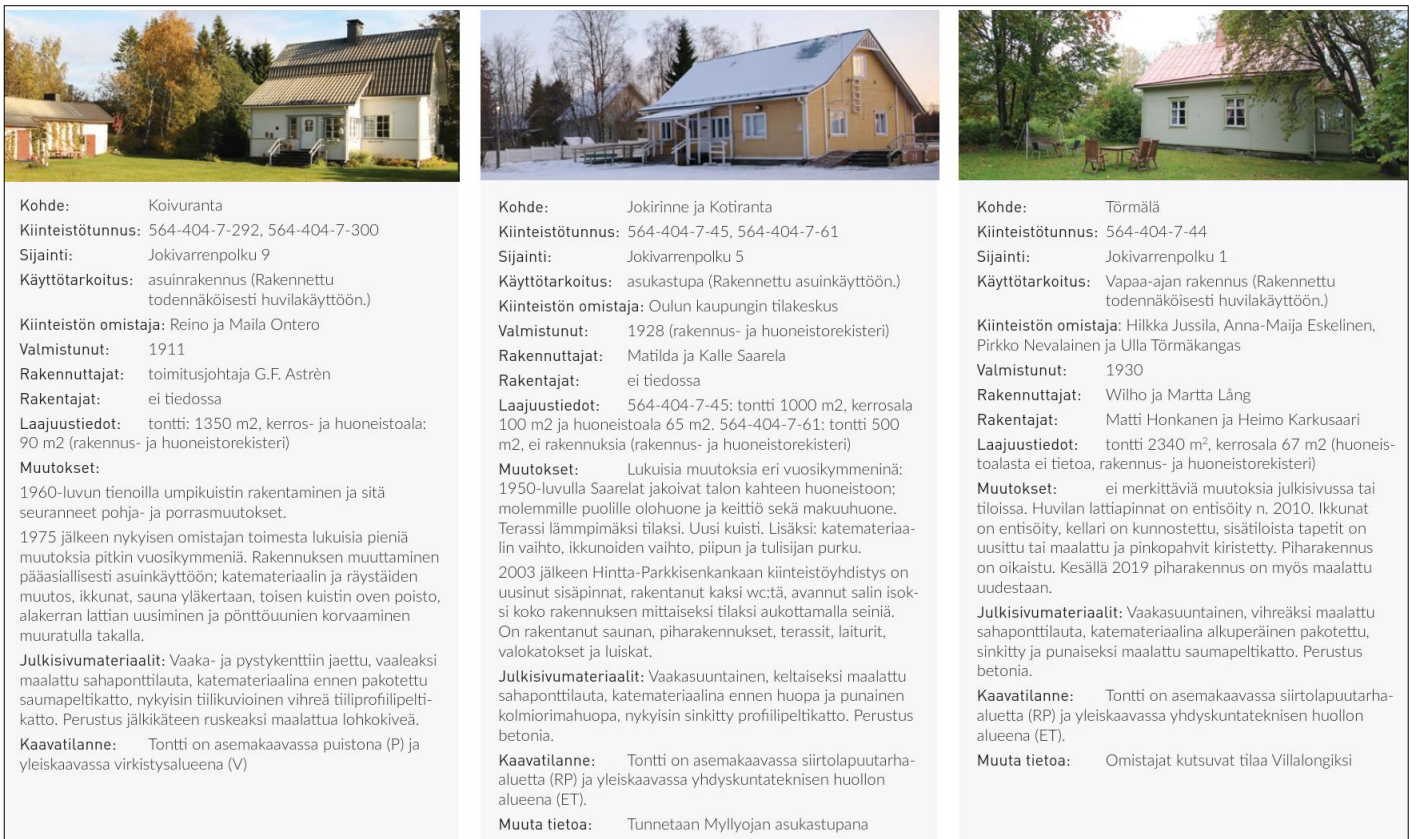 Kohde: Koivuranta
Kiinteistötunnus: 564-404-7-292, 564-404-7-300
Sijainti: Jokivarrenpolku 9
Käyttötarkoitus: asuinrakennus (Rakennettu
todennäköisesti huvilakäyttöön.)
Kiinteistön omistaja: Reino ja Maila Ontero
Valmistunut: 1911
Rakennuttajat: toimitusjohtaja G.F. Astrèn
Rakentajat: ei tiedossa
Laajuustiedot: tontti: 1350 m2, kerros- ja huoneistoala:
90 m2 (rakennus- ja huoneistorekisteri)
Muutokset:
1960-luvun tienoilla umpikuistin rakentaminen ja sitä
seuranneet pohja- ja porrasmuutokset.
1975 jälkeen nykyisen omistajan toimesta lukuisia pieniä
muutoksia pitkin vuosikymmeniä. Rakennuksen muuttaminen
pääasiallisesti asuinkäyttöön; katemateriaalin ja räystäiden
muutos, ikkunat, sauna yläkertaan, toisen kuistin oven poisto,
alakerran lattian uusiminen ja pönttöuunien korvaaminen
muuratulla takalla.
Julkisivumateriaalit: Vaaka- ja pystykenttiin jaettu, vaaleaksi
maalattu sahaponttilauta, katemateriaalina ennen pakotettu
saumapeltikatto, nykyisin tiilikuvioinen vihreä tiiliprofiilipelti-
katto. Perustus jälkikäteen ruskeaksi maalattua lohkokiveä.
Kaavatilanne: Tontti on asemakaavassa puistona (P) ja
yleiskaavassa virkistysalueena (V)
Kohde: Jokirinne ja Kotiranta
Kiinteistötunnus: 564-404-7-45, 564-404-7-61
Sijainti: Jokivarrenpolku 5
Käyttötarkoitus: asukastupa (Rakennettu asuinkäyttöön.)
Kiinteistön omistaja: Oulun kaupungin tilakeskus
Valmistunut: 1928 (rakennus- ja huoneistorekisteri)
Rakennuttajat: Matilda ja Kalle Saarela
Rakentajat: ei tiedossa
Laajuustiedot: 564-404-7-45: tontti 1000 m2, kerrosala
100 m2 ja huoneistoala 65 m2. 564-404-7-61: tontti 500
m2, ei rakennuksia (rakennus- ja huoneistorekisteri)
Muutokset: Lukuisia muutoksia eri vuosikymmeninä:
1950-luvulla Saarelat jakoivat talon kahteen huoneistoon;
molemmille puolille olohuone ja keittiö sekä makuuhuone.
Terassi lämmpimäksi tilaksi. Uusi kuisti. Lisäksi: katemateriaa-
lin vaihto, ikkunoiden vaihto, piipun ja tulisijan purku.
2003 jälkeen Hintta-Parkkisenkankaan kiinteistöyhdistys on
uusinut sisäpinnat, rakentanut kaksi wc:tä, avannut salin isok-
si koko rakennuksen mittaiseksi tilaksi aukottamalla seiniä.
On rakentanut saunan, piharakennukset, terassit, laiturit,
valokatokset ja luiskat.
Julkisivumateriaalit: Vaakasuuntainen, keltaiseksi maalattu
sahaponttilauta, katemateriaalina ennen huopa ja punainen
kolmiorimahuopa, nykyisin sinkitty profiilipeltikatto. Perustus
betonia.
Kaavatilanne: Tontti on asemakaavassa siirtolapuutarha-
aluetta (RP) ja yleiskaavassa yhdyskuntateknisen huollon
alueena (ET).
Muuta tietoa: Tunnetaan Myllyojan asukastupana
Kohde: Törmälä
Kiinteistötunnus: 564-404-7-44
Sijainti: Jokivarrenpolku 1
Käyttötarkoitus: Vapaa-ajan rakennus (Rakennettu
todennäköisesti huvilakäyttöön.)
Kiinteistön omistaja: Hilkka Jussila, Anna-Maija Eskelinen,
Pirkko Nevalainen ja Ulla Törmäkangas
Valmistunut: 1930
Rakennuttajat: Wilho ja Martta Lång
Rakentajat: Matti Honkanen ja Heimo Karkusaari
Laajuustiedot: tontti 2340 m², kerrosala 67 m2 (huoneis-
toalasta ei tietoa, rakennus- ja huoneistorekisteri)
Muutokset: ei merkittäviä muutoksia julkisivussa tai
tiloissa. Huvilan lattiapinnat on entisöity n. 2010. Ikkunat
on entisöity, kellari on kunnostettu, sisätiloista tapetit on
uusittu tai maalattu ja pinkopahvit kiristetty. Piharakennus
on oikaistu. Kesällä 2019 piharakennus on myös maalattu
uudestaan.
Julkisivumateriaalit: Vaakasuuntainen, vihreäksi maalattu
sahaponttilauta, katemateriaalina alkuperäinen pakotettu,
sinkitty ja punaiseksi maalattu saumapeltikatto. Perustus
betonia.
Kaavatilanne: Tontti on asemakaavassa siirtolapuutarha-
aluetta (RP) ja yleiskaavassa yhdyskuntateknisen huollon
alueena (ET).
Muuta tietoa: Omistajat kutsuvat tilaa Villalongiksi